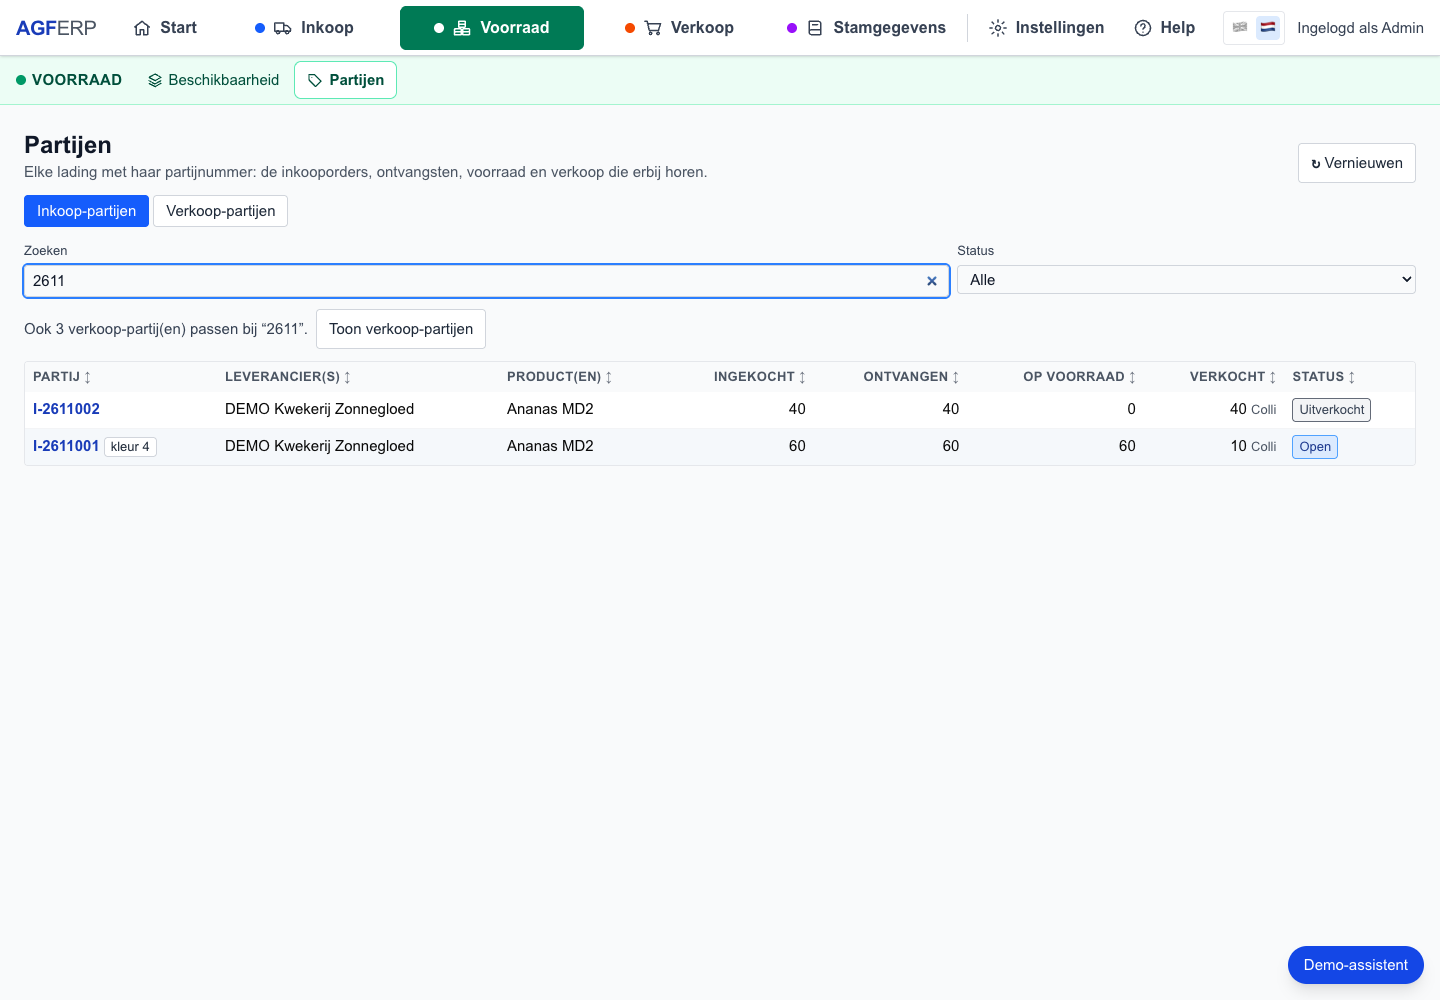 AGFERP Start Inkoop Voorraad Verkoop Stamgegevens Instellingen Help Ingelogd als Admin
VOORRAAD Beschikbaarheid Partijen
Partijen
Elke lading met haar partijnummer: de inkooporders, ontvangsten, voorraad en verkoop die erbij horen.
↻ Vernieuwen
Inkoop-partijen Verkoop-partijen
Zoeken Status
2611 × Alle
Ook 3 verkoop-partij(en) passen bij “2611”. Toon verkoop-partijen
PARTIJ ↕ LEVERANCIER(S) ↕ PRODUCT(EN) ↕ INGEKOCHT ↕ ONTVANGEN ↕ OP VOORRAAD ↕ VERKOCHT ↕ STATUS ↕
I-2611002 DEMO Kwekerij Zonnegloed Ananas MD2 40 40 0 40 Colli Uitverkocht
I-2611001 kleur 4 DEMO Kwekerij Zonnegloed Ananas MD2 60 60 60 10 Colli Open
Demo-assistent